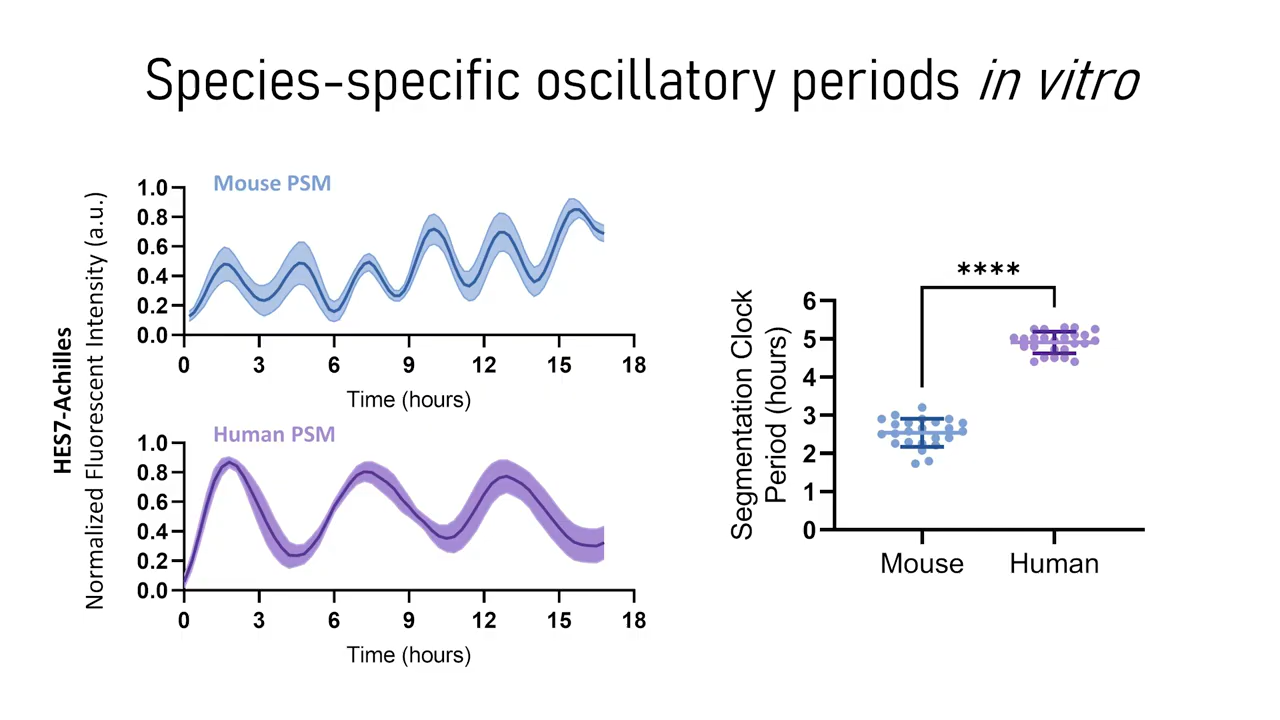 Species-specific oscillatory periods in vitro
HES7-Achilles
Normalized Fluorescent Intensity (a.u.)
Mouse PSM
1.0
0.8
0.6
0.4
0.2
0.0
0 3 6 9 12 15 18
Time (hours)
Human PSM
1.0
0.8
0.6
0.4
0.2
0.0
0 3 6 9 12 15 18
Time (hours)
****
Segmentation Clock
Period (hours)
6
5
4
3
2
1
0
Mouse Human